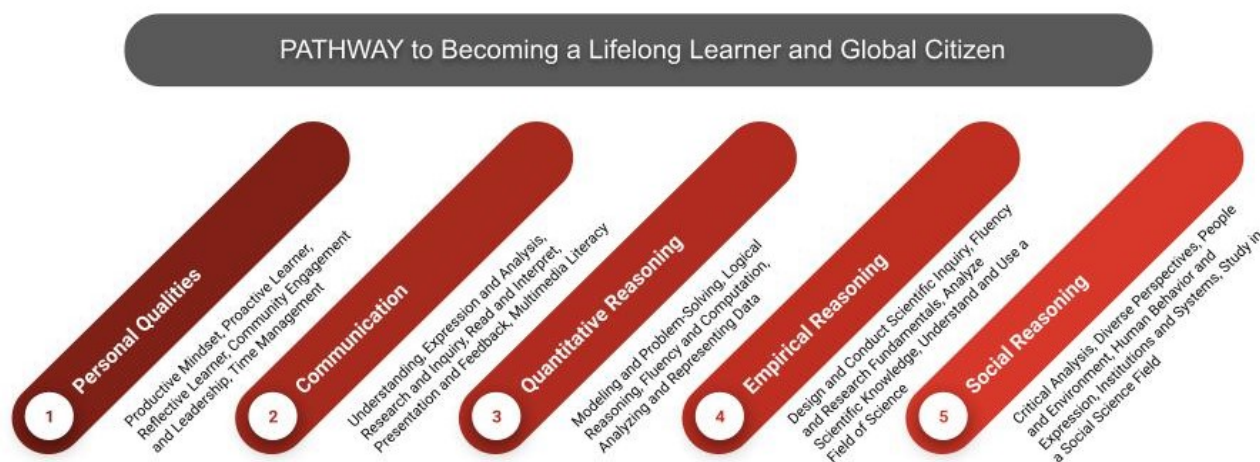 PATHWAY to Becoming a Lifelong Learner and Global Citizen
1
Personal Qualities
Productive Mindset, Proactive Learner,
Reflective Learner, Community Engagement
and Leadership, Time Management
2
Communication
Understanding, Expression and Analysis,
Research and Inquiry, Read and Interpret,
Presentation and Feedback, Multimedia Literacy
3
Quantitative Reasoning
Modeling and Problem-Solving, Logical
Reasoning, Fluency and Computation,
Analyzing and Representing Data
4
Empirical Reasoning
Design and Conduct Scientific Inquiry, Fluency
and Research Fundamentals, Analyze
Scientific Knowledge, Understand and Use a
Field of Science
5
Social Reasoning
Critical Analysis, Diverse Perspectives, People
and Environment, Human Behavior and
Expression, Institutions and Systems, Study in
a Social Science Field